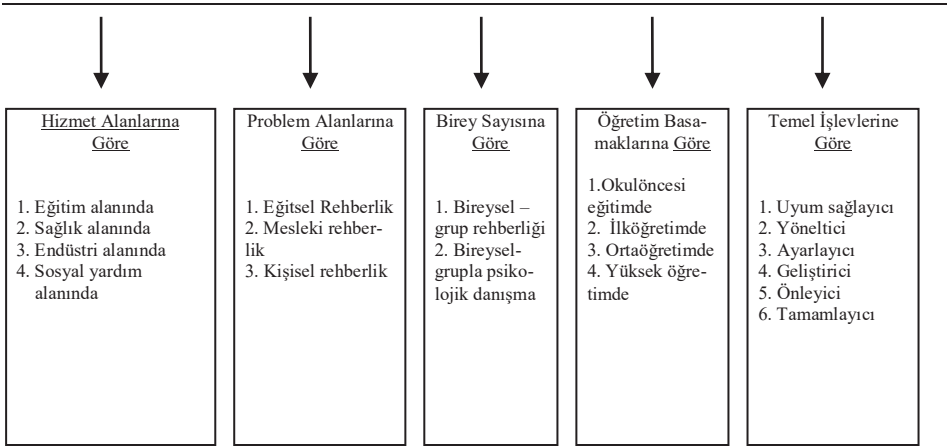 Hizmet Alanlarına
Göre
1. Eğitim alanında
2. Sağlık alanında
3. Endüstri alanında
4. Sosyal yardım
alanında
Problem Alanlarına
Göre
1. Eğitsel Rehberlik
2. Mesleki rehber-
lik
3. Kişisel rehberlik
Birey Sayısına
Göre
1. Bireysel –
grup rehberliği
2. Bireysel-
grupla psiko-
lojik danışma
Öğretim Basa-
maklarına Göre
1.Okulöncesi
eğitimde
2. İlköğretimde
3. Ortaöğretimde
4. Yüksek öğre-
timde
Temel İşlevlerine
Göre
1. Uyum sağlayıcı
2. Yöneltici
3. Ayarlayıcı
4. Geliştirici
5. Önleyici
6. Tamamlayıcı